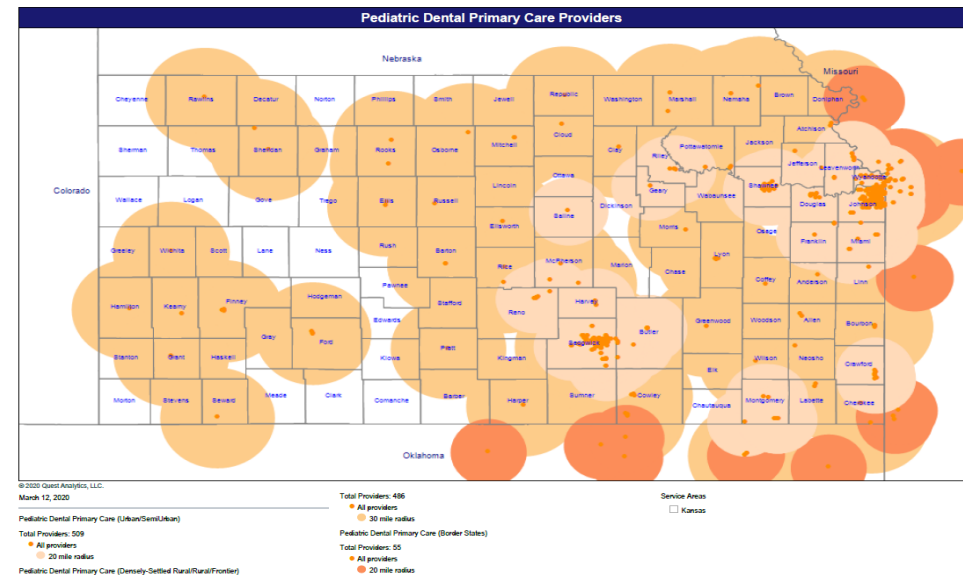 Pediatric Dental Primary Care Providers
Nebraska
Missouri
Cheyenne Rawlins Decatur Norton Phillips Smith Jewell Republic Washington Marshall Nemaha Brown Doniphan
Atchison
Sherman Thomas Sheridan Graham Rooks Osborne Mitchell Cloud Clay Riley Pottawatomie Jackson
Jefferson Leavenworth
Wyandotte
Colorado
Wallace Logan Gove Trego Ellis Russell Lincoln Ottawa Geary Wabaunsee Shawnee Douglas Johnson
Saline Dickinson
Ellsworth Morris Osage Franklin Miami
Greeley Wichita Scott Lane Ness Rush Barton Rice McPherson Marion Chase Lyon Coffey Anderson Linn
Pawnee
Hamilton Kearny Finney Hodgeman Stafford Reno Harvey
Gray Ford Edwards Sedgwick Butler Greenwood Woodson Allen Bourbon
Stanton Grant Haskell Kiowa Pratt Kingman Elk Wilson Neosho Crawford
Morton Stevens Seward Meade Clark Comanche Barber Harper Sumner Cowley Chautauqua Montgomery Labette Cherokee
Oklahoma
© 2020 Quest Analytics, LLC.
March 12, 2020
Pediatric Dental Primary Care (Urban/SemiUrban)
Total Providers: 509
All providers
20 mile radius
Pediatric Dental Primary Care (Densely-Settled Rural/Rural/Frontier)
Total Providers: 486
All providers
30 mile radius
Pediatric Dental Primary Care (Border States)
Total Providers: 55
All providers
20 mile radius
Service Areas
Kansas